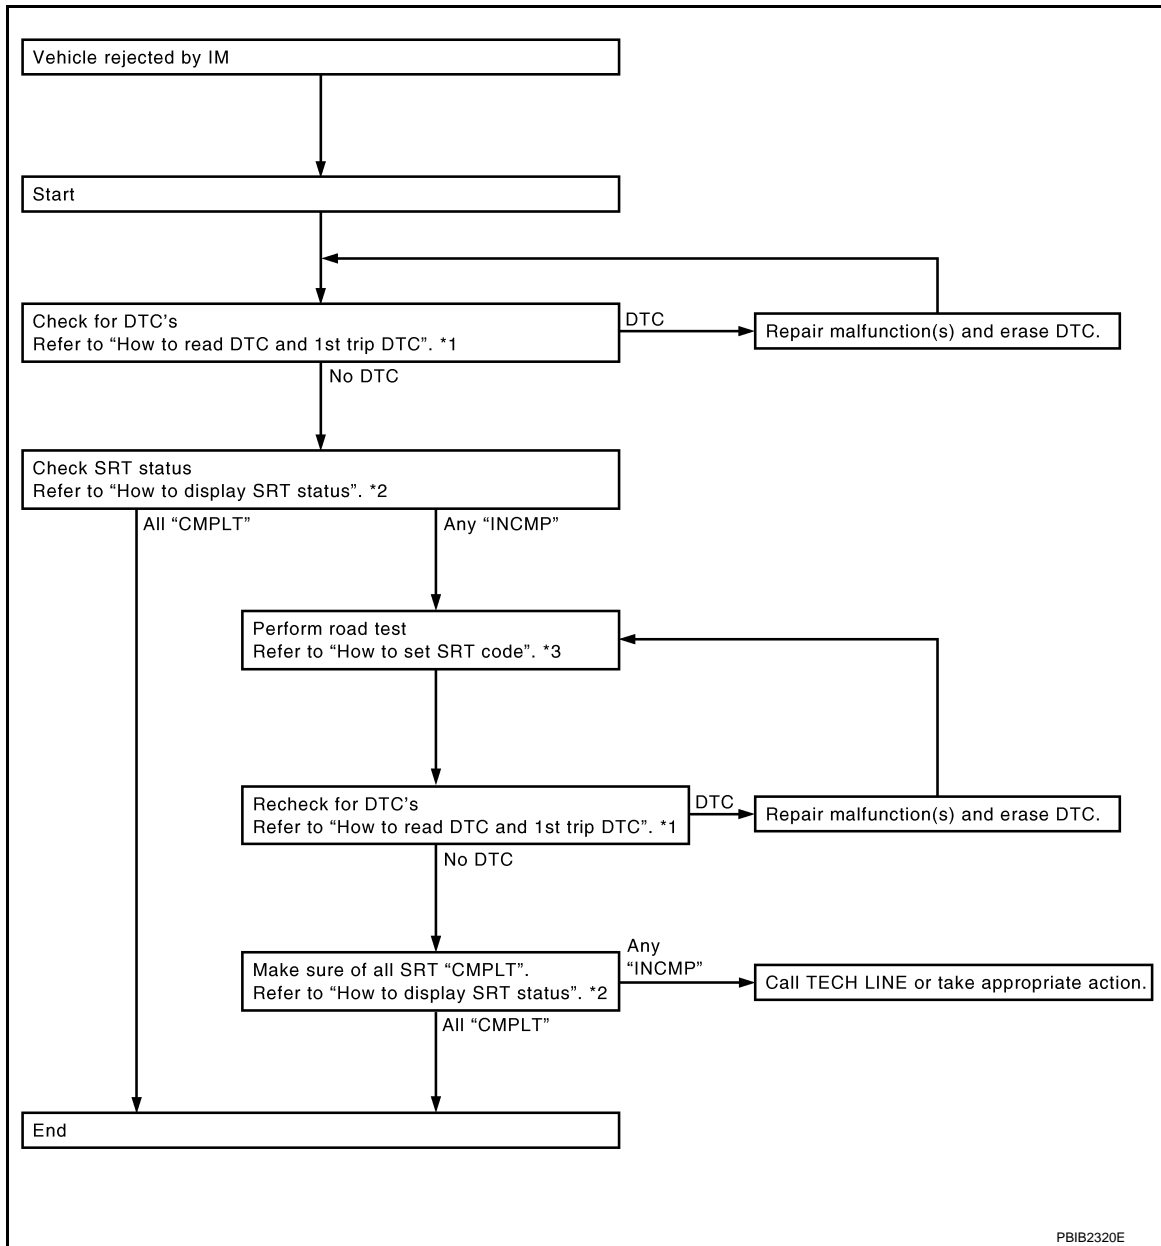 Vehicle rejected by IM
Start
Check for DTC's
Refer to “How to read DTC and 1st trip DTC”. *1
DTC
Repair malfunction(s) and erase DTC.
No DTC
Check SRT status
Refer to “How to display SRT status”. *2
All “CMPLT”
Any “INCMP”
Perform road test
Refer to “How to set SRT code”. *3
Recheck for DTC's
Refer to “How to read DTC and 1st trip DTC”. *1
DTC
Repair malfunction(s) and erase DTC.
No DTC
Make sure of all SRT “CMPLT”.
Refer to “How to display SRT status”. *2
Any
“INCMP”
Call TECH LINE or take appropriate action.
All “CMPLT”
End
PBIB2320E